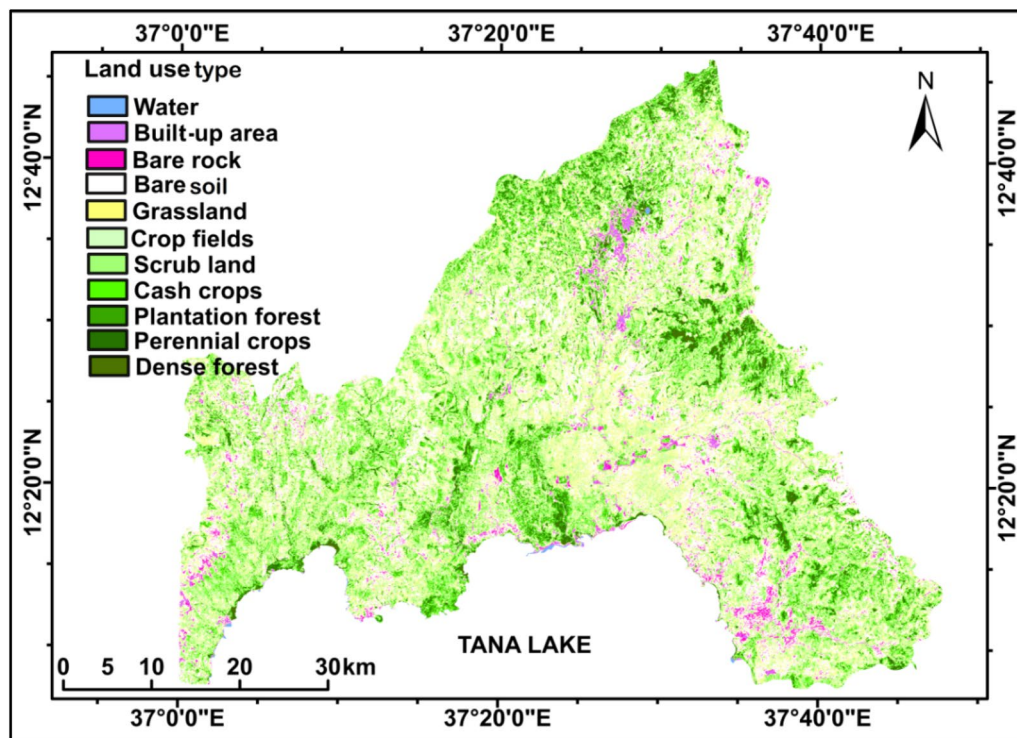 37°0'0"E 37°20'0"E 37°40'0"E
Land use type
Water
Built-up area
Bare rock
Bare soil
Grassland
Crop fields
Scrub land
Cash crops
Plantation forest
Perennial crops
Dense forest
N
12°40'0"N
12°40'0"N
12°20'0"N
12°20'0"N
TANA LAKE
0 5 10 20 30 km
37°0'0"E 37°20'0"E 37°40'0"E